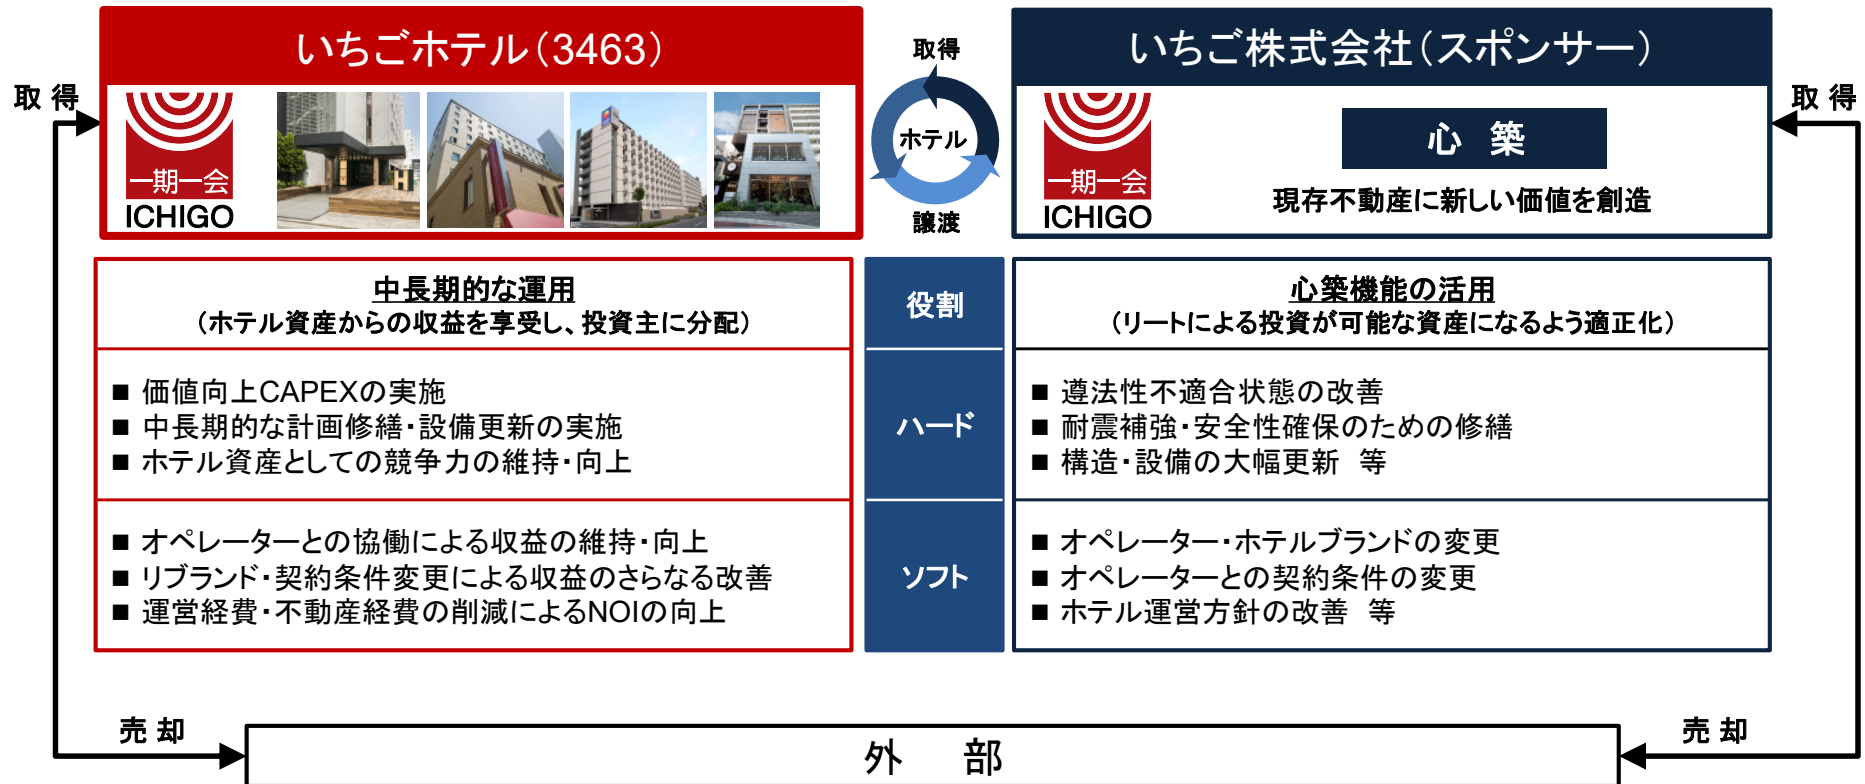 いちごホテル（3463）
取得
いちご株式会社（スポンサー）
取 得
取 得
一期一会
ICHIGO
ホテル
譲渡
一期一会
ICHIGO
心 築
現存不動産に新しい価値を創造
中長期的な運用
（ホテル資産からの収益を享受し、投資主に分配）
役割
心築機能の活用
（リートによる投資が可能な資産になるよう適正化）
■ 価値向上CAPEXの実施
■ 中長期的な計画修繕・設備更新の実施
■ ホテル資産としての競争力の維持・向上
ハード
■ 遵法性不適合状態の改善
■ 耐震補強・安全性確保のための修繕
■ 構造・設備の大幅更新 等
■ オペレーターとの協働による収益の維持・向上
■ リブランド・契約条件変更による収益のさらなる改善
■ 運営経費・不動産経費の削減によるNOIの向上
ソフト
■ オペレーター・ホテルブランドの変更
■ オペレーターとの契約条件の変更
■ ホテル運営方針の改善 等
売 却
外 部
売 却